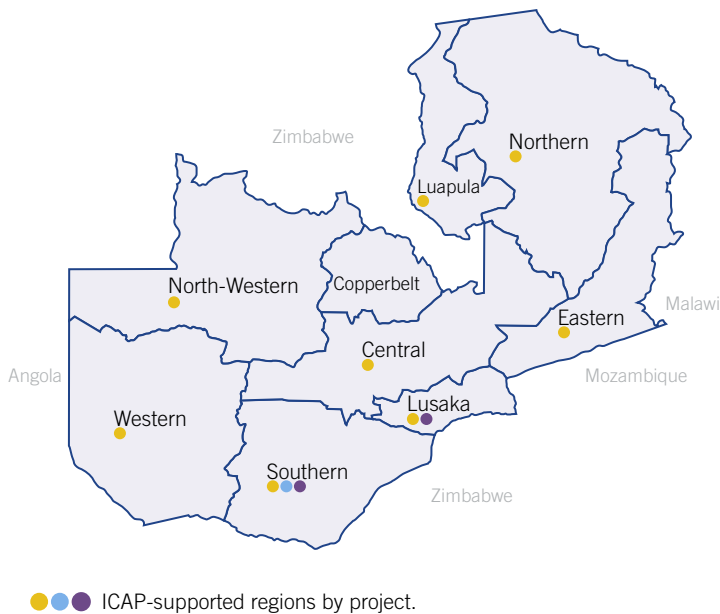 Zimbabwe
Northern
Luapula
North-Western
Copperbelt
Malawi
Eastern
Central
Angola
Mozambique
Lusaka
Western
Southern
Zimbabwe
ICAP-supported regions by project.